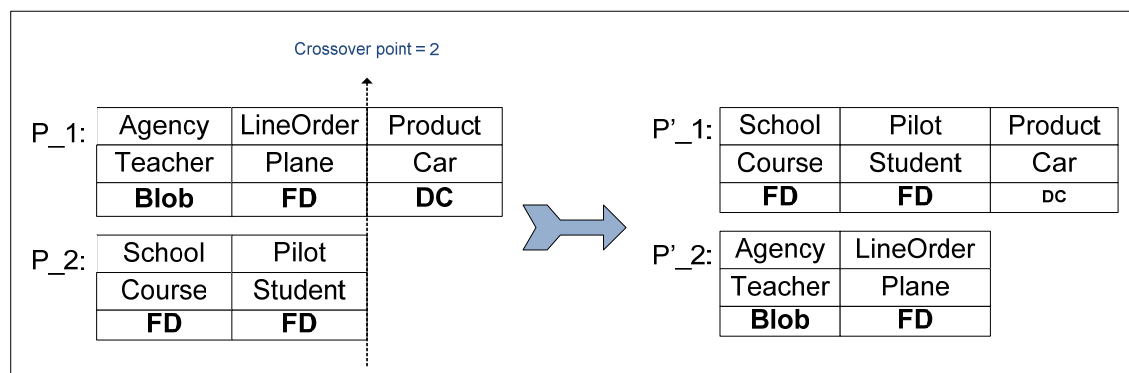 Crossover point = 2
P_1: Agency LineOrder Product
Teacher Plane Car
Blob FD DC
P_2: School Pilot
Course Student
FD FD
P'_1: School Pilot Product
Course Student Car
FD FD DC
P'_2: Agency LineOrder
Teacher Plane
Blob FD